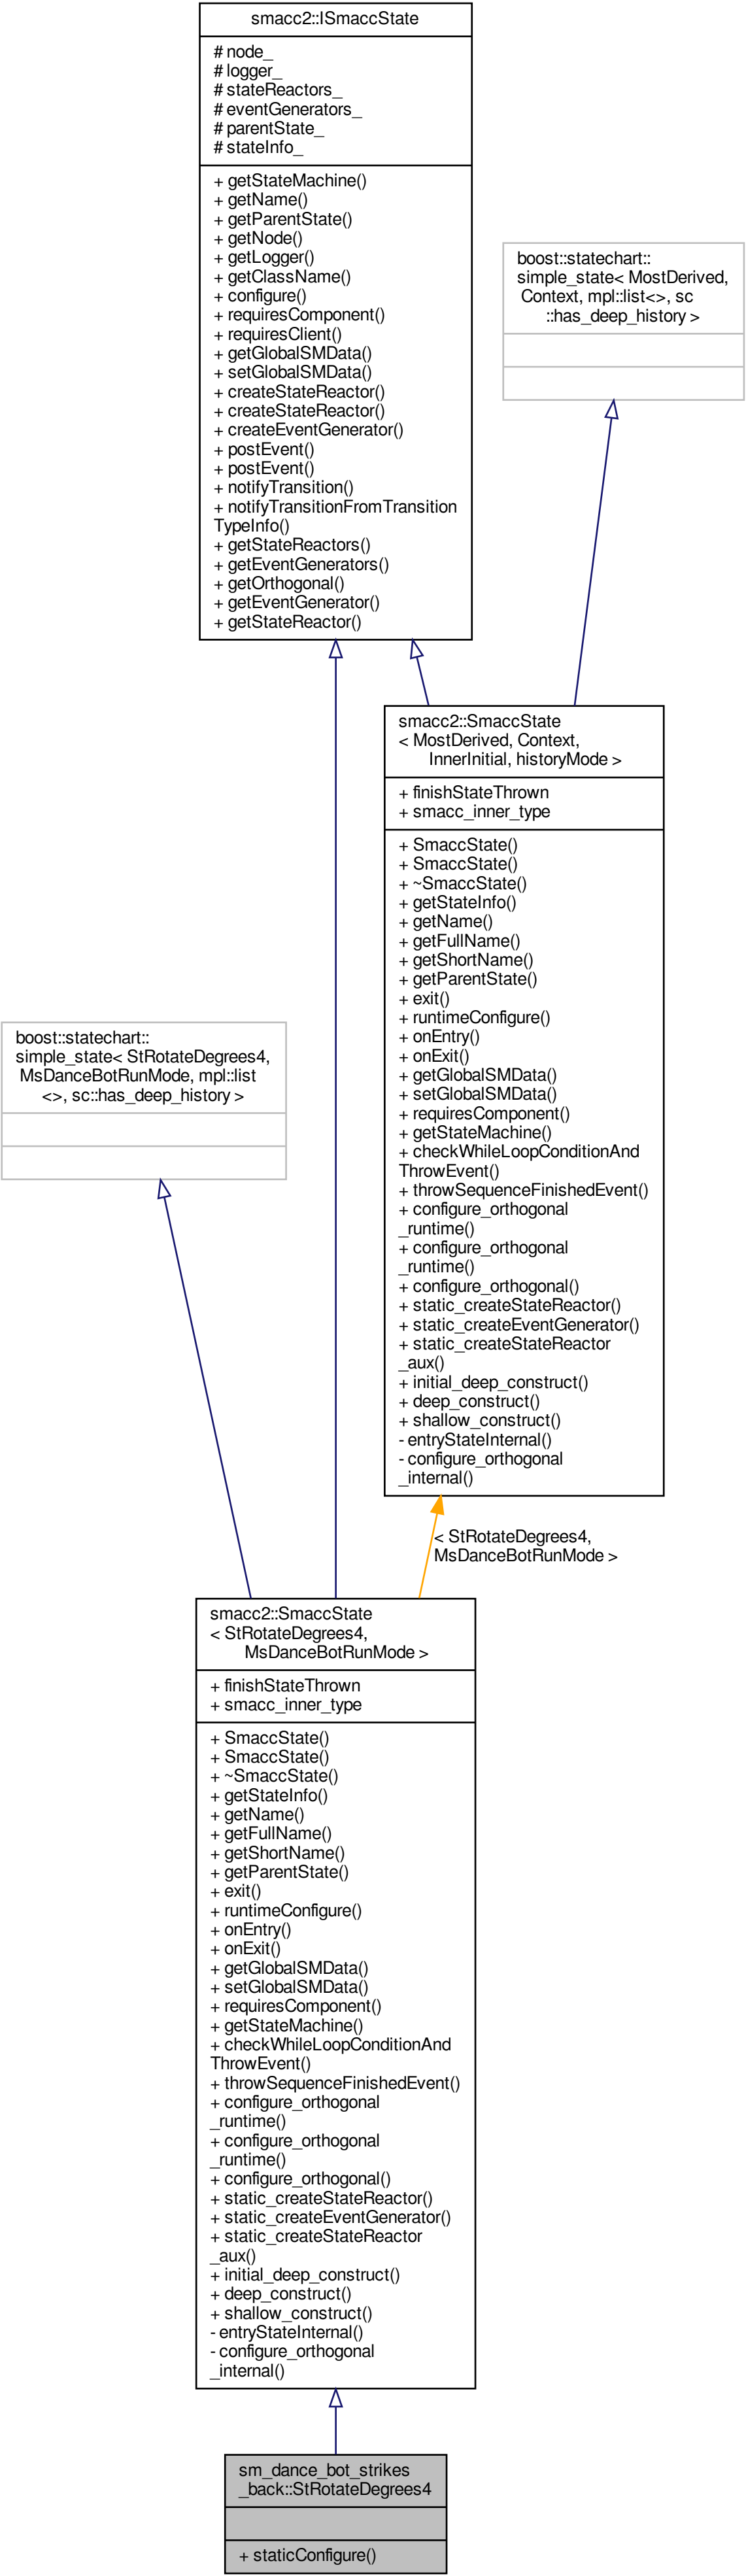 smacc2::ISmaccState
# node_
# logger_
# stateReactors_
# eventGenerators_
# parentState_
# stateInfo_
+ getStateMachine()
+ getName()
+ getParentState()
+ getNode()
+ getLogger()
+ getClassName()
+ configure()
+ requiresComponent()
+ requiresClient()
+ getGlobalSMData()
+ setGlobalSMData()
+ createStateReactor()
+ createStateReactor()
+ createEventGenerator()
+ postEvent()
+ postEvent()
+ notifyTransition()
+ notifyTransitionFromTransition
TypeInfo()
+ getStateReactors()
+ getEventGenerators()
+ getOrthogonal()
+ getEventGenerator()
+ getStateReactor()
boost::statechart::
simple_state< MostDerived,
Context, mpl::list<>, sc
::has_deep_history >
smacc2::SmaccState
< MostDerived, Context,
InnerInitial, historyMode >
+ finishStateThrown
+ smacc_inner_type
+ SmaccState()
+ SmaccState()
+ ~SmaccState()
+ getStateInfo()
+ getName()
+ getFullName()
+ getShortName()
+ getParentState()
+ exit()
+ runtimeConfigure()
+ onEntry()
+ onExit()
+ getGlobalSMData()
+ setGlobalSMData()
+ requiresComponent()
+ getStateMachine()
+ checkWhileLoopConditionAnd
ThrowEvent()
+ throwSequenceFinishedEvent()
+ configure_orthogonal
_runtime()
+ configure_orthogonal
_runtime()
+ configure_orthogonal()
+ static_createStateReactor()
+ static_createEventGenerator()
+ static_createStateReactor
_aux()
+ initial_deep_construct()
+ deep_construct()
+ shallow_construct()
- entryStateInternal()
- configure_orthogonal
_internal()
boost::statechart::
simple_state< StRotateDegrees4,
MsDanceBotRunMode, mpl::list
<>, sc::has_deep_history >
< StRotateDegrees4,
MsDanceBotRunMode >
smacc2::SmaccState
< StRotateDegrees4,
MsDanceBotRunMode >
+ finishStateThrown
+ smacc_inner_type
+ SmaccState()
+ SmaccState()
+ ~SmaccState()
+ getStateInfo()
+ getName()
+ getFullName()
+ getShortName()
+ getParentState()
+ exit()
+ runtimeConfigure()
+ onEntry()
+ onExit()
+ getGlobalSMData()
+ setGlobalSMData()
+ requiresComponent()
+ getStateMachine()
+ checkWhileLoopConditionAnd
ThrowEvent()
+ throwSequenceFinishedEvent()
+ configure_orthogonal
_runtime()
+ configure_orthogonal
_runtime()
+ configure_orthogonal()
+ static_createStateReactor()
+ static_createEventGenerator()
+ static_createStateReactor
_aux()
+ initial_deep_construct()
+ deep_construct()
+ shallow_construct()
- entryStateInternal()
- configure_orthogonal
_internal()
sm_dance_bot_strikes
_back::StRotateDegrees4
+ staticConfigure()